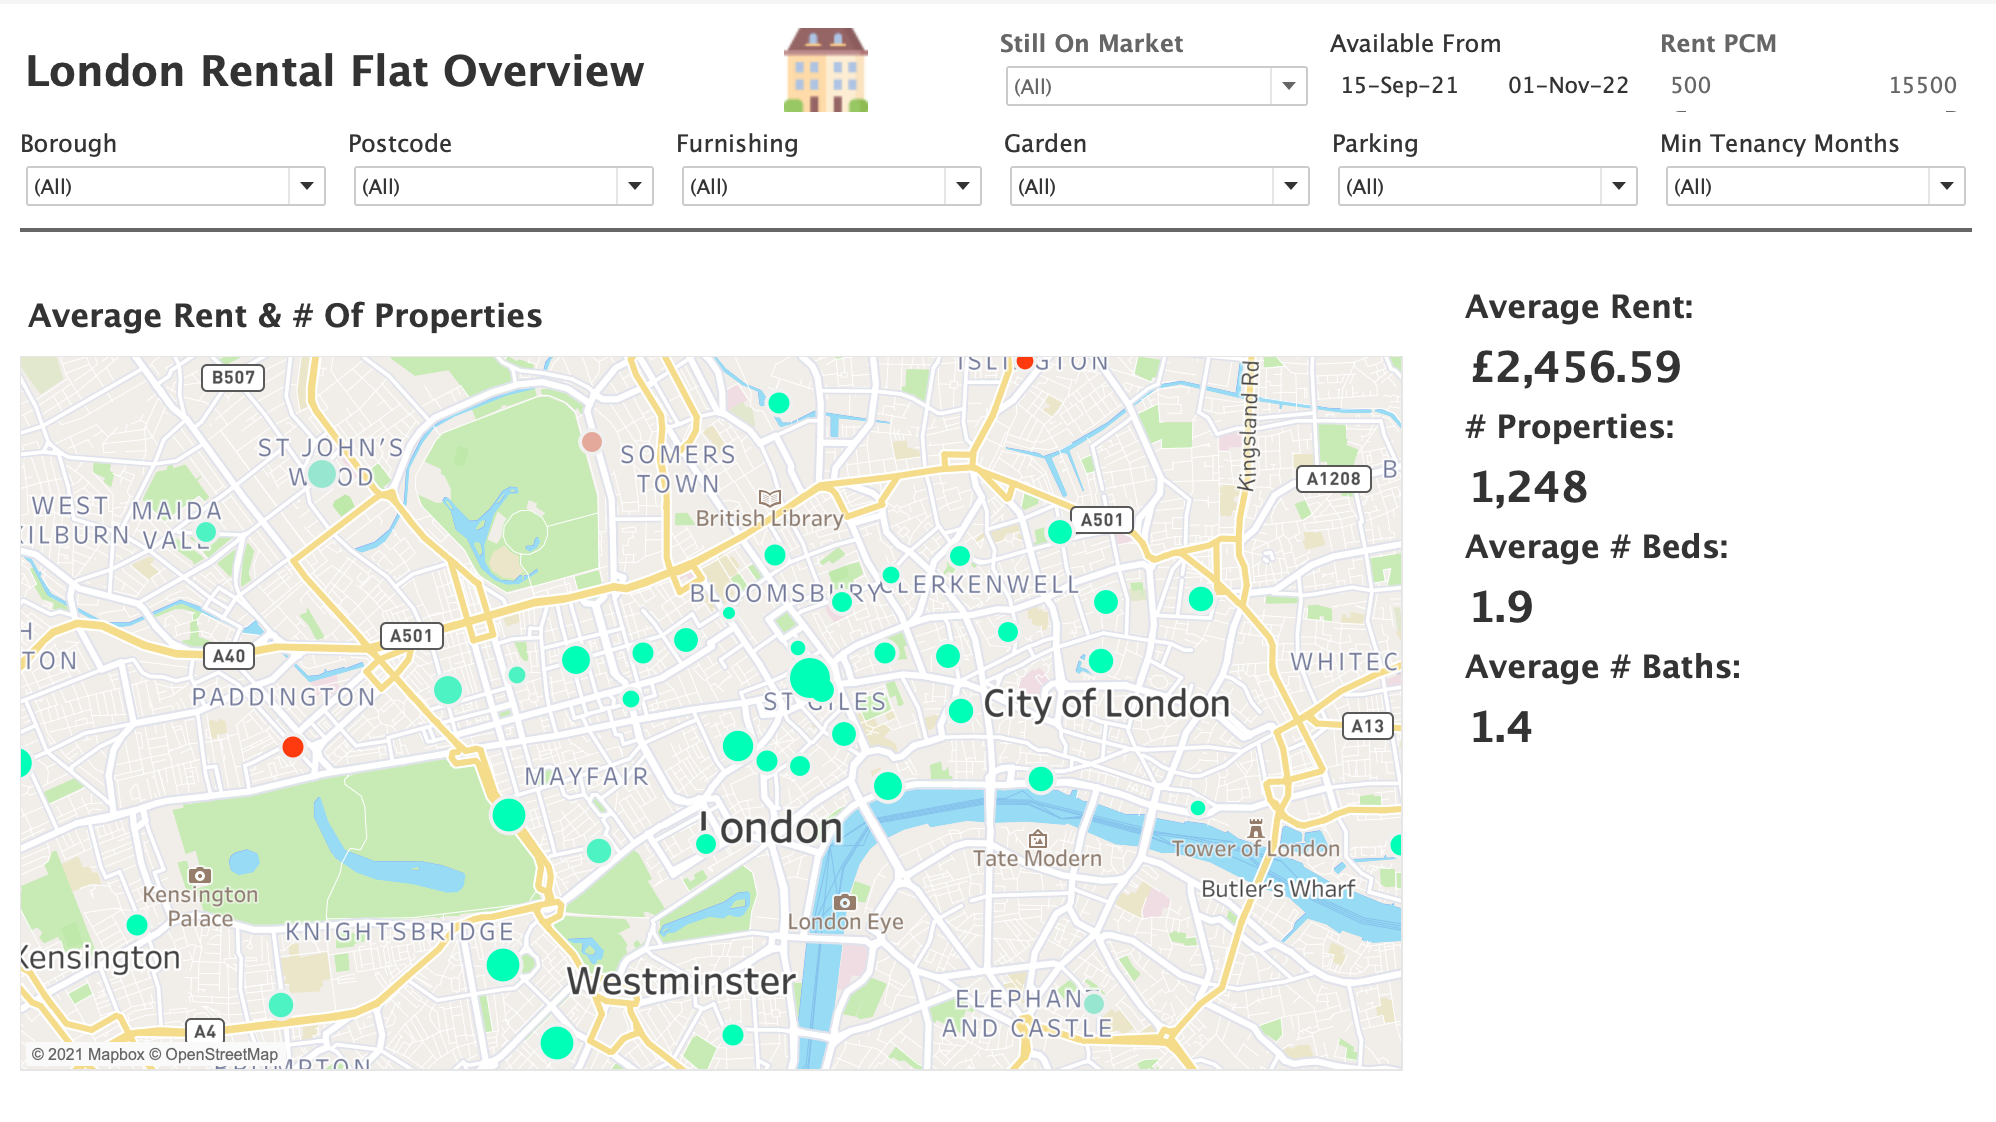 London Rental Flat Overview
Still On Market
Available From
Rent PCM
(All)
15-Sep-21
01-Nov-22
500
15500
Borough
Postcode
Furnishing
Garden
Parking
Min Tenancy Months
(All)
(All)
(All)
(All)
(All)
(All)
Average Rent & # Of Properties
Average Rent:
£2,456.59
# Properties:
1,248
Average # Beds:
1.9
Average # Baths:
1.4
B507
Kingsland Rd
ST JOHN'S
SOMERS
TOWN
A1208
B
WEST
MAIDA
British Library
A501
BLOOMSBURY
CLERKENWELL
A501
A40
TON
WHITEC
PADDINGTON
ST GILES
City of London
A13
MAYFAIR
ondon
Tate Modern
Tower of London
Butler's Wharf
Kensington
Palace
London Eye
KNIGHTSBRIDGE
Kensington
Westminster
ELEPHANT
AND CASTLE
A4
© 2021 Mapbox © OpenStreetMap